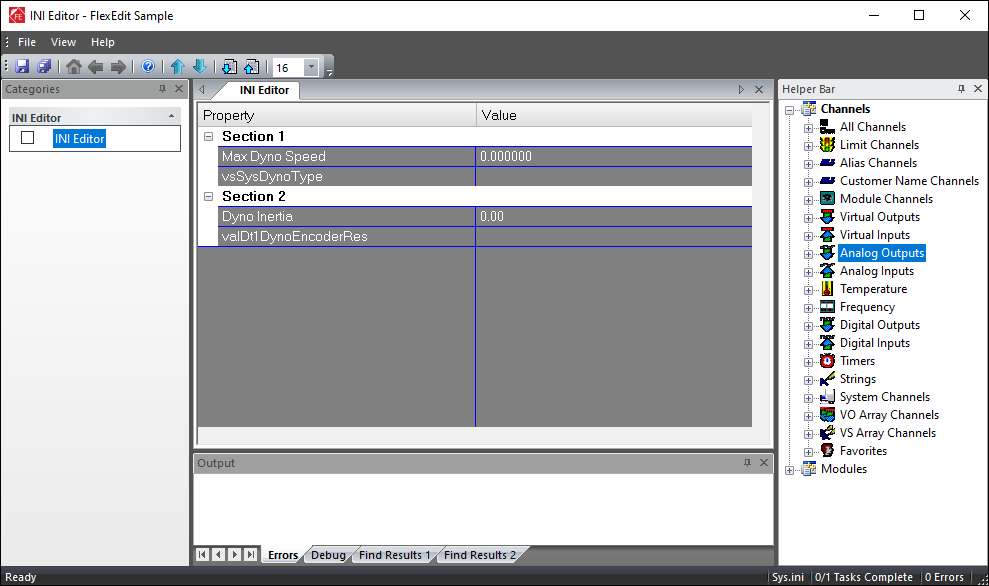 INI Editor - FlexEdit Sample
File View Help
16
Categories
INI Editor
INI Editor
INI Editor
Property Value
Section 1
Max Dyno Speed 0.000000
vsSysDynoType
Section 2
Dyno Inertia 0.00
valDt1DynoEncoderRes
Output
Errors Debug Find Results 1 Find Results 2
Helper Bar
Channels
All Channels
Limit Channels
Alias Channels
Customer Name Channels
Module Channels
Virtual Outputs
Virtual Inputs
Analog Outputs
Analog Inputs
Temperature
Frequency
Digital Outputs
Digital Inputs
Timers
Strings
System Channels
VO Array Channels
VS Array Channels
Favorites
Modules
Ready Sys.ini 0/1 Tasks Complete 0 Errors